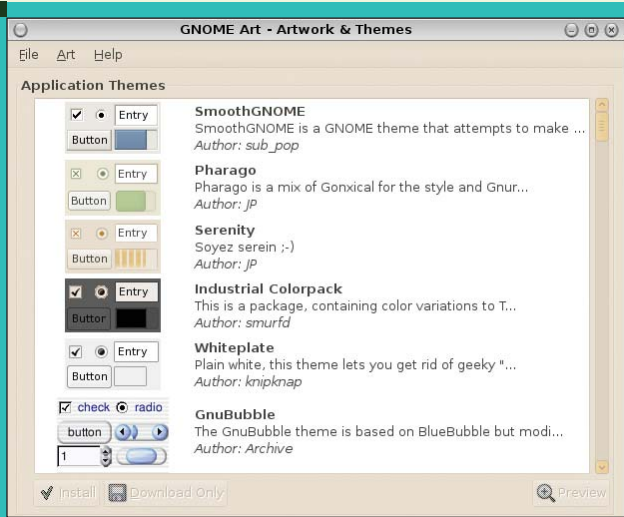 GNOME Art - Artwork & Themes
File Art Help
Application Themes
Entry
Button
SmoothGNOME
SmoothGNOME is a GNOME theme that attempts to make ...
Author: sub_pop
Entry
Button
Pharago
Pharago is a mix of Gonxical for the style and Gnur...
Author: JP
Entry
Button
Serenity
Soyez serein ;-)
Author: JP
Entry
Button
Industrial Colorpack
This is a package, containing color variations to T...
Author: smurfd
Entry
Button
Whiteplate
Plain white, this theme lets you get rid of geeky "...
Author: knipknap
check radio
button
1
GnuBubble
The GnuBubble theme is based on BlueBubble but modi...
Author: Archive
Install Download Only Preview